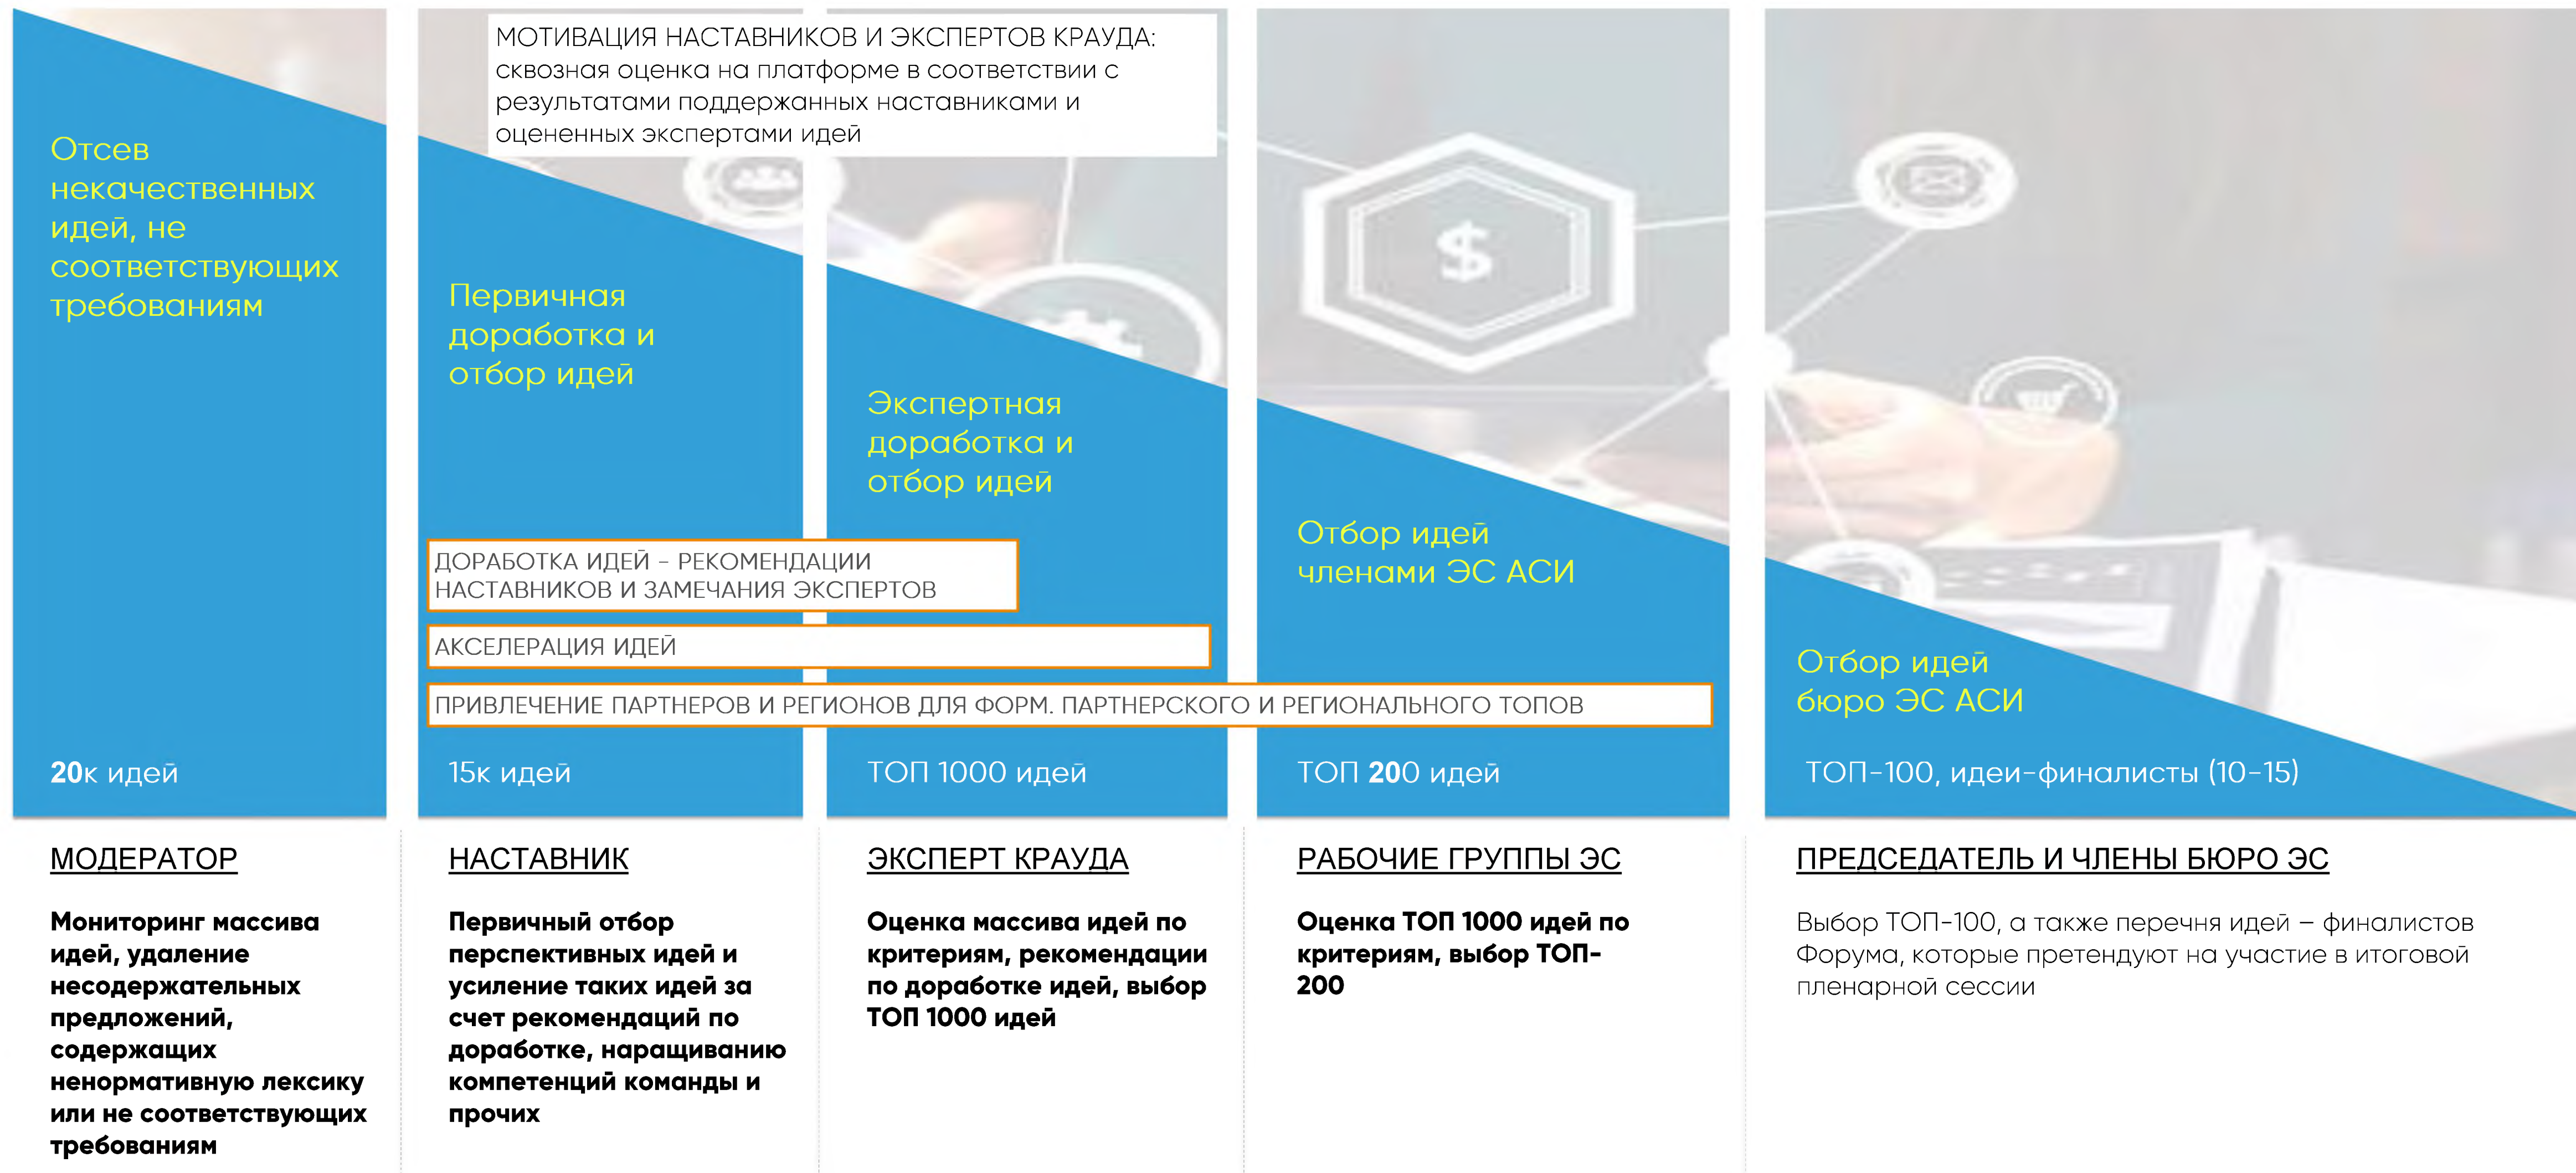 МОТИВАЦИЯ НАСТАВНИКОВ И ЭКСПЕРТОВ КРАУДА:
сквозная оценка на платформе в соответствии с
результатами поддержанных наставниками и
оцененных экспертами идей
Отсев
некачественных
идей, не
соответствующих
требованиям
Первичная
доработка и
отбор идей
Экспертная
доработка и
отбор идей
Отбор идей
членами ЭС АСИ
Отбор идей
бюро ЭС АСИ
ДОРАБОТКА ИДЕЙ - РЕКОМЕНДАЦИИ
НАСТАВНИКОВ И ЗАМЕЧАНИЯ ЭКСПЕРТОВ
АКСЕЛЕРАЦИЯ ИДЕЙ
ПРИВЛЕЧЕНИЕ ПАРТНЕРОВ И РЕГИОНОВ ДЛЯ ФОРМ. ПАРТНЕРСКОГО И РЕГИОНАЛЬНОГО ТОПОВ
20к идей
15к идей
ТОП 1000 идей
ТОП 200 идей
ТОП-100, идеи-финалисты (10-15)
МОДЕРАТОР
Мониторинг массива
идей, удаление
несодержательных
предложений,
содержащих
ненормативную лексику
или не соответствующих
требованиям
НАСТАВНИК
Первичный отбор
перспективных идей и
усиление таких идей за
счет рекомендаций по
доработке, наращиванию
компетенций команды и
прочих
ЭКСПЕРТ КРАУДА
Оценка массива идей по
критериям, рекомендации
по доработке идей, выбор
ТОП 1000 идей
РАБОЧИЕ ГРУППЫ ЭС
Оценка ТОП 1000 идей по
критериям, выбор ТОП-
200
ПРЕДСЕДАТЕЛЬ И ЧЛЕНЫ БЮРО ЭС
Выбор ТОП-100, а также перечня идей – финалистов
Форума, которые претендуют на участие в итоговой
пленарной сессии
$